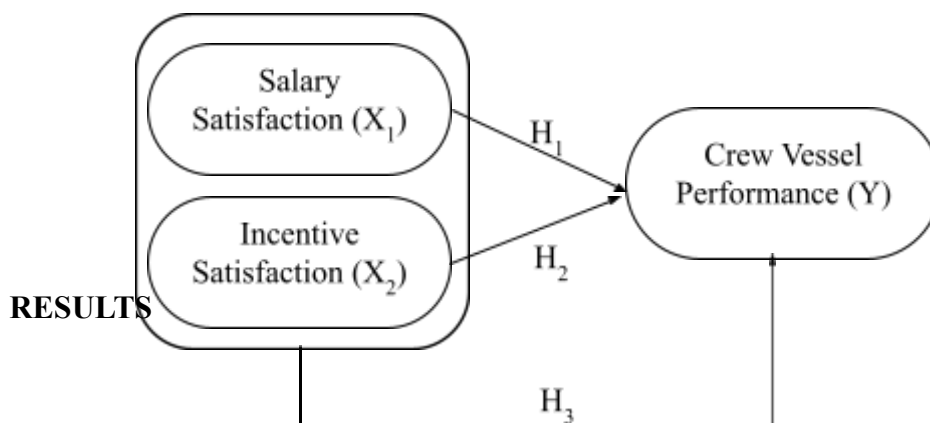 Salary
Satisfaction (X₁)
H₁
Crew Vessel
Performance (Y)
Incentive
Satisfaction (X₂)
H₂
RESULTS
H₃